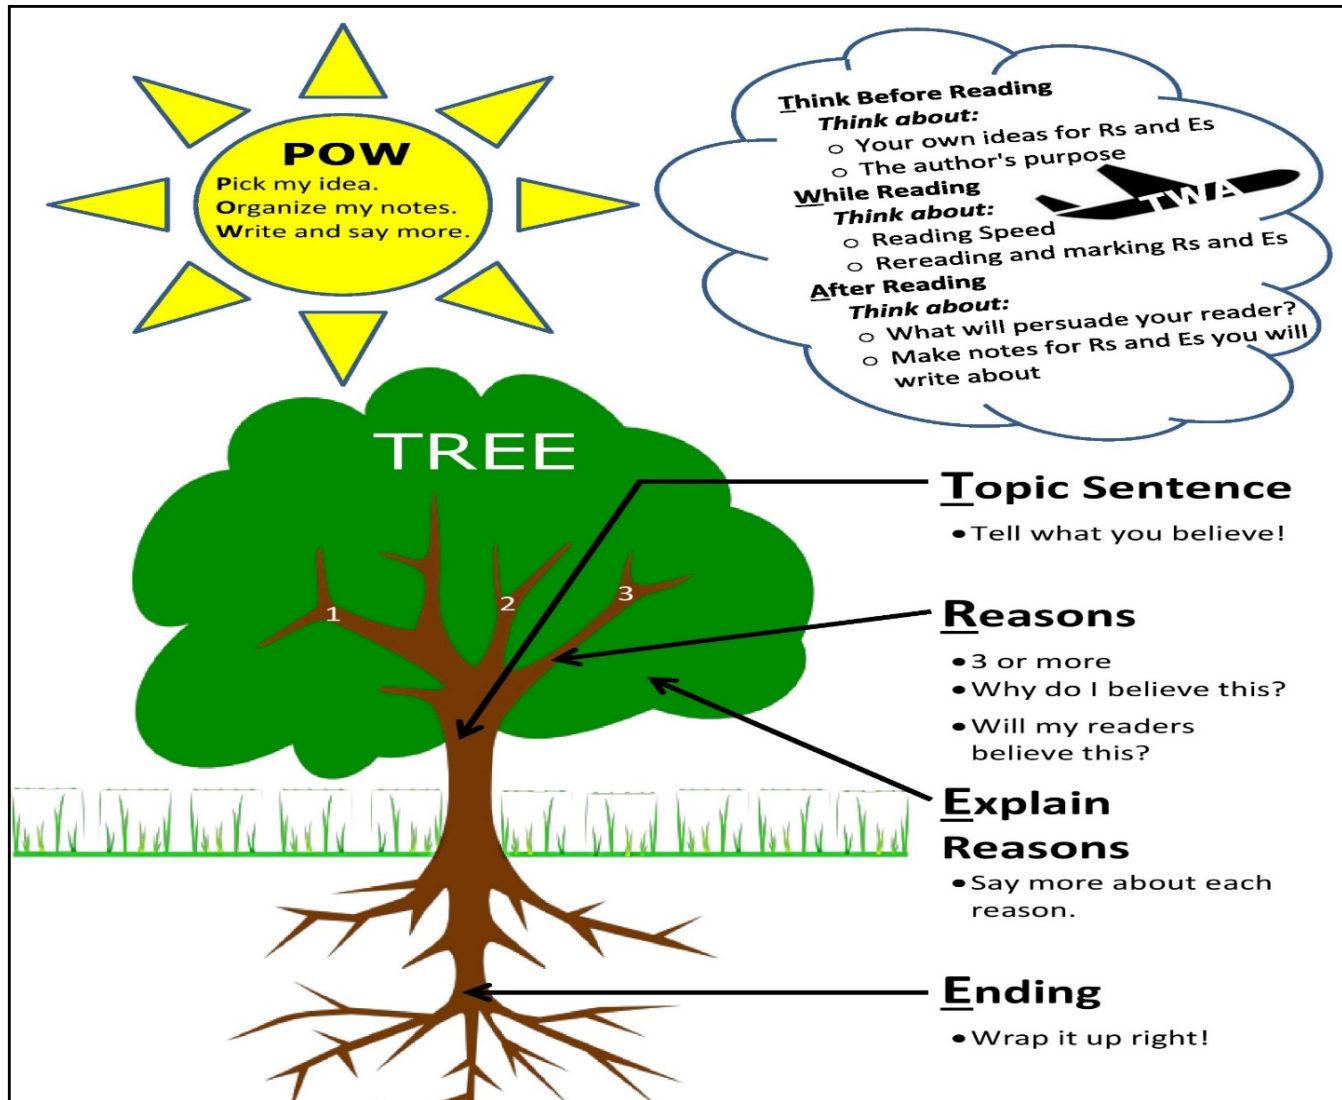 POW
Pick my idea.
Organize my notes.
Write and say more.
Think Before Reading
Think about:
o Your own ideas for Rs and Es
o The author's purpose
While Reading
Think about:
o Reading Speed
o Rereading and marking Rs and Es
After Reading
Think about:
o What will persuade your reader?
o Make notes for Rs and Es you will
write about
TWA
TREE
1
2
3
Topic Sentence
• Tell what you believe!
Reasons
• 3 or more
• Why do I believe this?
• Will my readers
believe this?
Explain
Reasons
• Say more about each
reason.
Ending
• Wrap it up right!